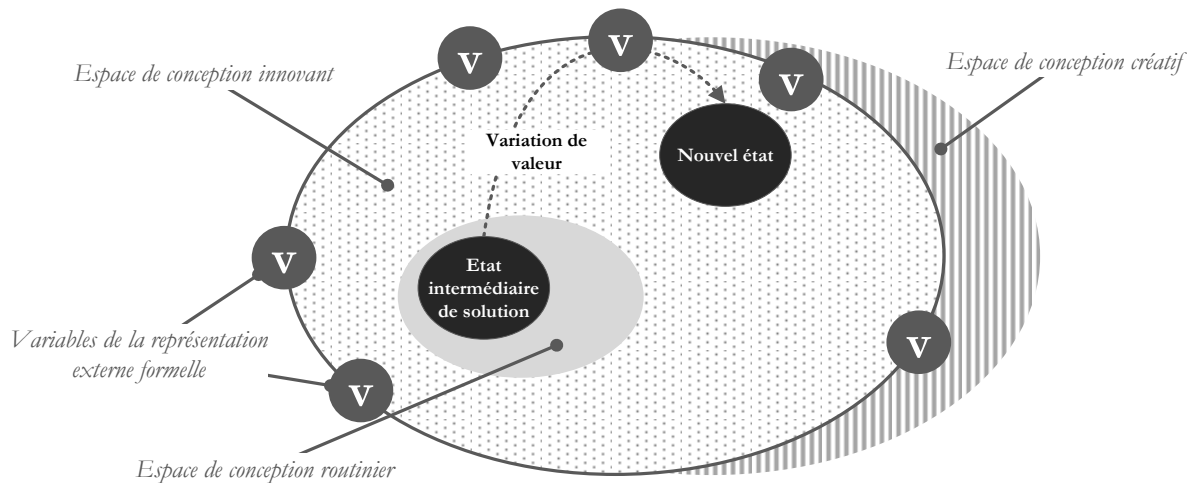 Espace de conception innovant
Espace de conception créatif
V
V
V
Variation de
valeur
Nouvel état
V
Etat
intermédiaire
de solution
V
V
Variables de la représentation
externe formelle
Espace de conception routinier